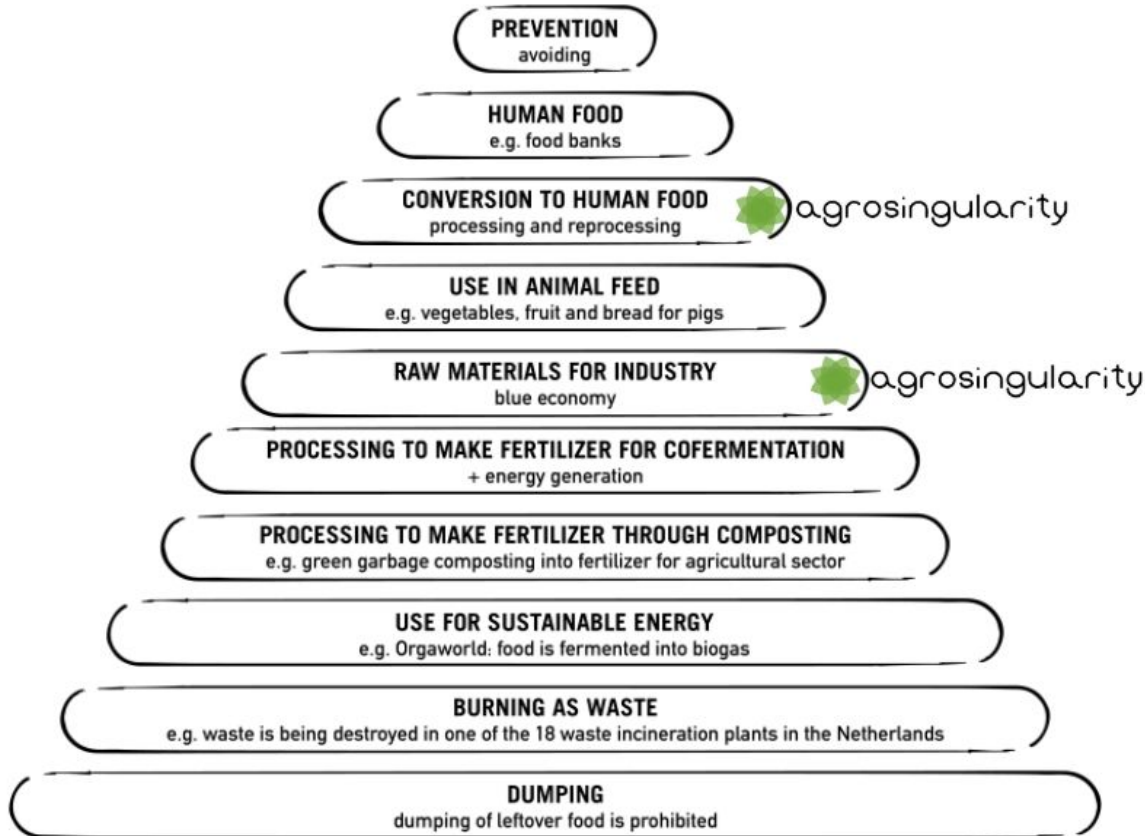 PREVENTION
avoiding
HUMAN FOOD
e.g. food banks
CONVERSION TO HUMAN FOOD
processing and reprocessing
agrosingularity
USE IN ANIMAL FEED
e.g. vegetables, fruit and bread for pigs
RAW MATERIALS FOR INDUSTRY
blue economy
agrosingularity
PROCESSING TO MAKE FERTILIZER FOR COFERMENTATION
+ energy generation
PROCESSING TO MAKE FERTILIZER THROUGH COMPOSTING
e.g. green garbage composting into fertilizer for agricultural sector
USE FOR SUSTAINABLE ENERGY
e.g. Orgaworld: food is fermented into biogas
BURNING AS WASTE
e.g. waste is being destroyed in one of the 18 waste incineration plants in the Netherlands
DUMPING
dumping of leftover food is prohibited